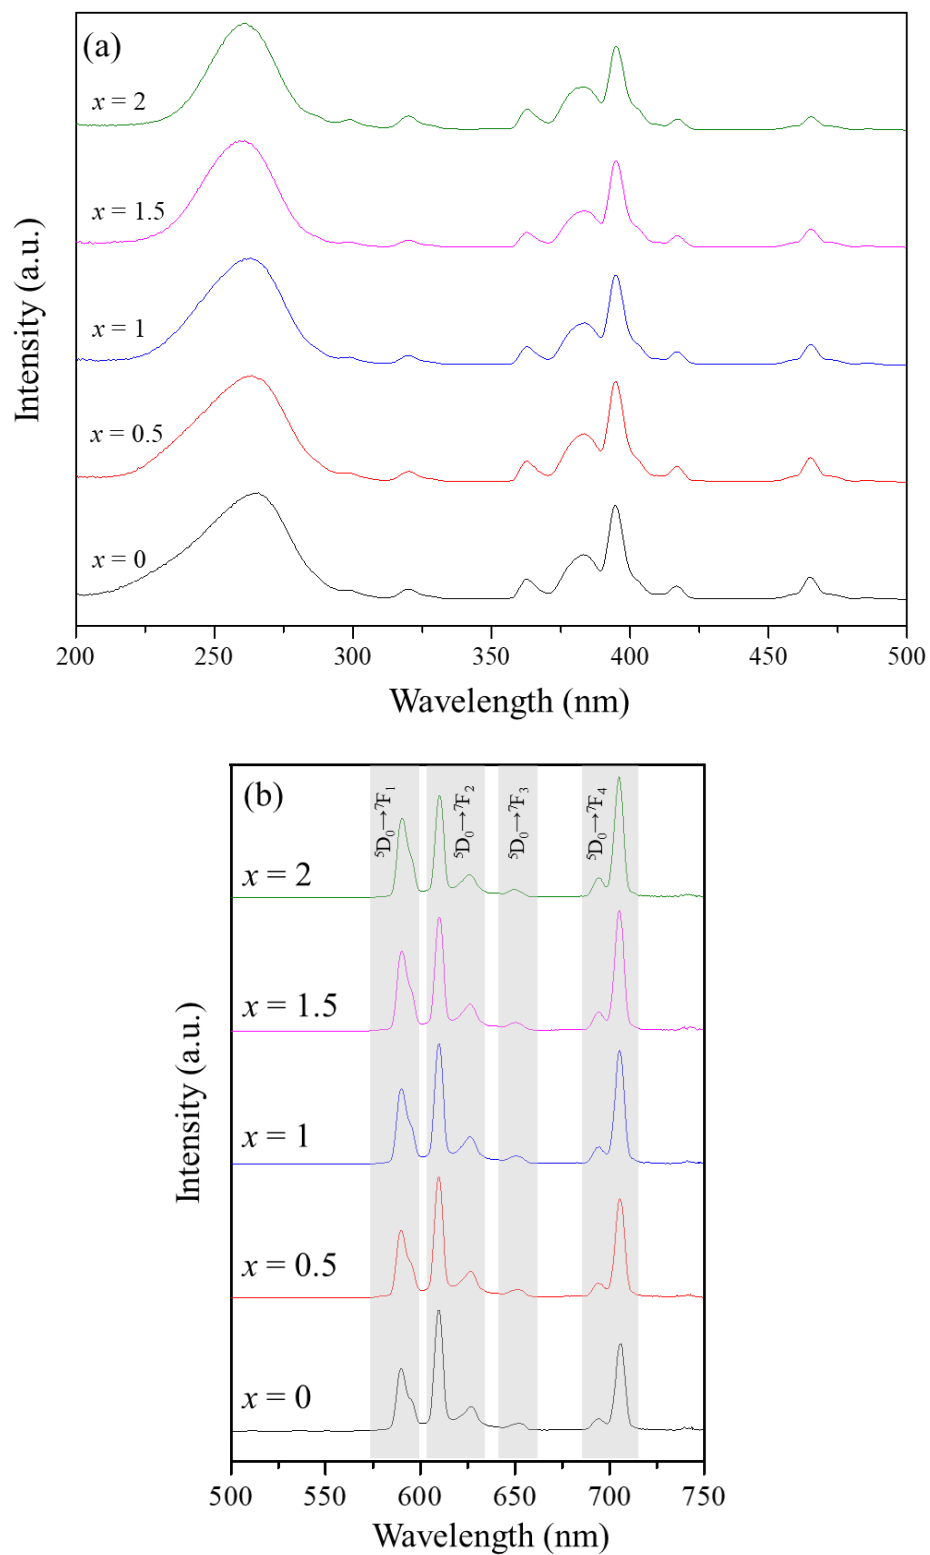 (a)
x = 2
x = 1.5
x = 1
x = 0.5
x = 0
Intensity (a.u.)
200 250 300 350 400 450 500
Wavelength (nm)
(b)
⁵D₀→⁷F₁
⁵D₀→⁷F₂
⁵D₀→⁷F₃
⁵D₀→⁷F₄
x = 2
x = 1.5
x = 1
x = 0.5
x = 0
Intensity (a.u.)
500 550 600 650 700 750
Wavelength (nm)